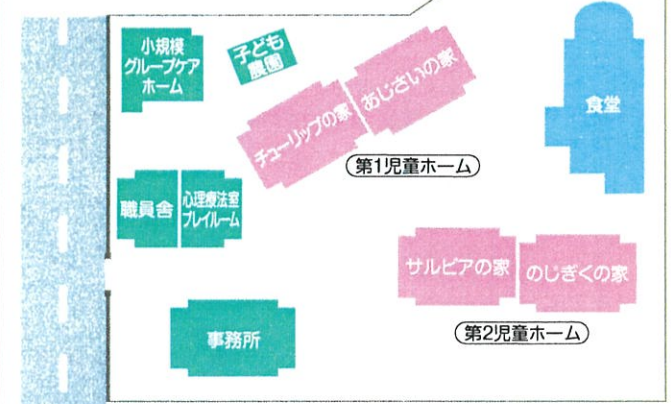 小規模
グループケア
ホーム
子ども
農園
チューリップの家
あじさいの家
食堂
第1児童ホーム
職員舎
心理療法室
プレイルーム
サルビアの家
のじぎくの家
第2児童ホーム
事務所